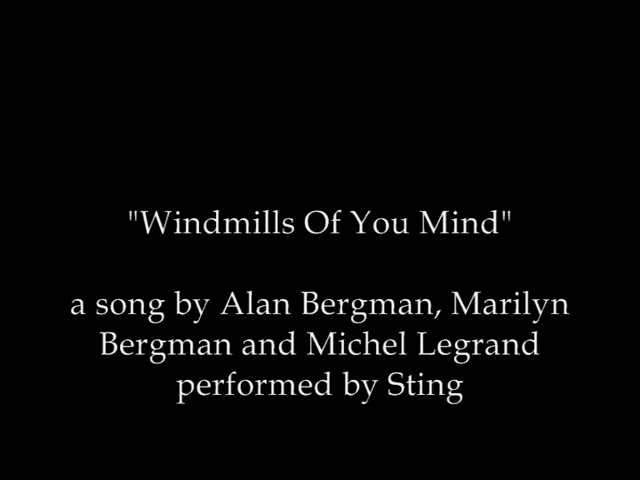 "Windmills Of You Mind"
a song by Alan Bergman, Marilyn
Bergman and Michel Legrand
performed by Sting